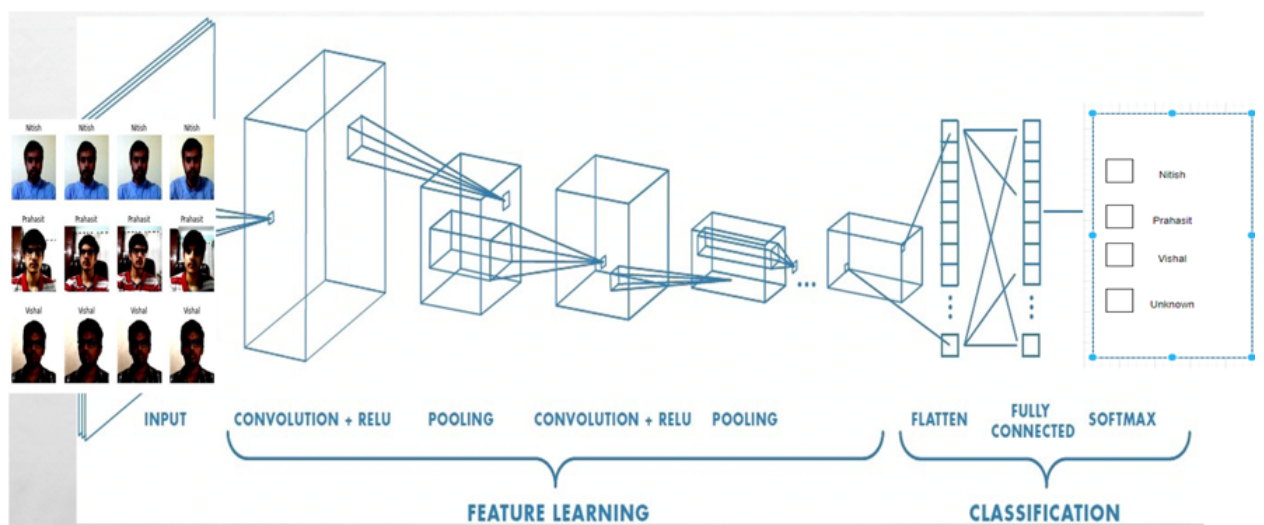 Nitish Nitish Nitish Nitish
Prahasit Prahasit Prahasit Prahasit
Vishal Vishal Vishal Vishal
Nitish
Prahasit
Vishal
Unknown
INPUT CONVOLUTION + RELU POOLING CONVOLUTION + RELU POOLING FLATTEN FULLY CONNECTED SOFTMAX
FEATURE LEARNING CLASSIFICATION